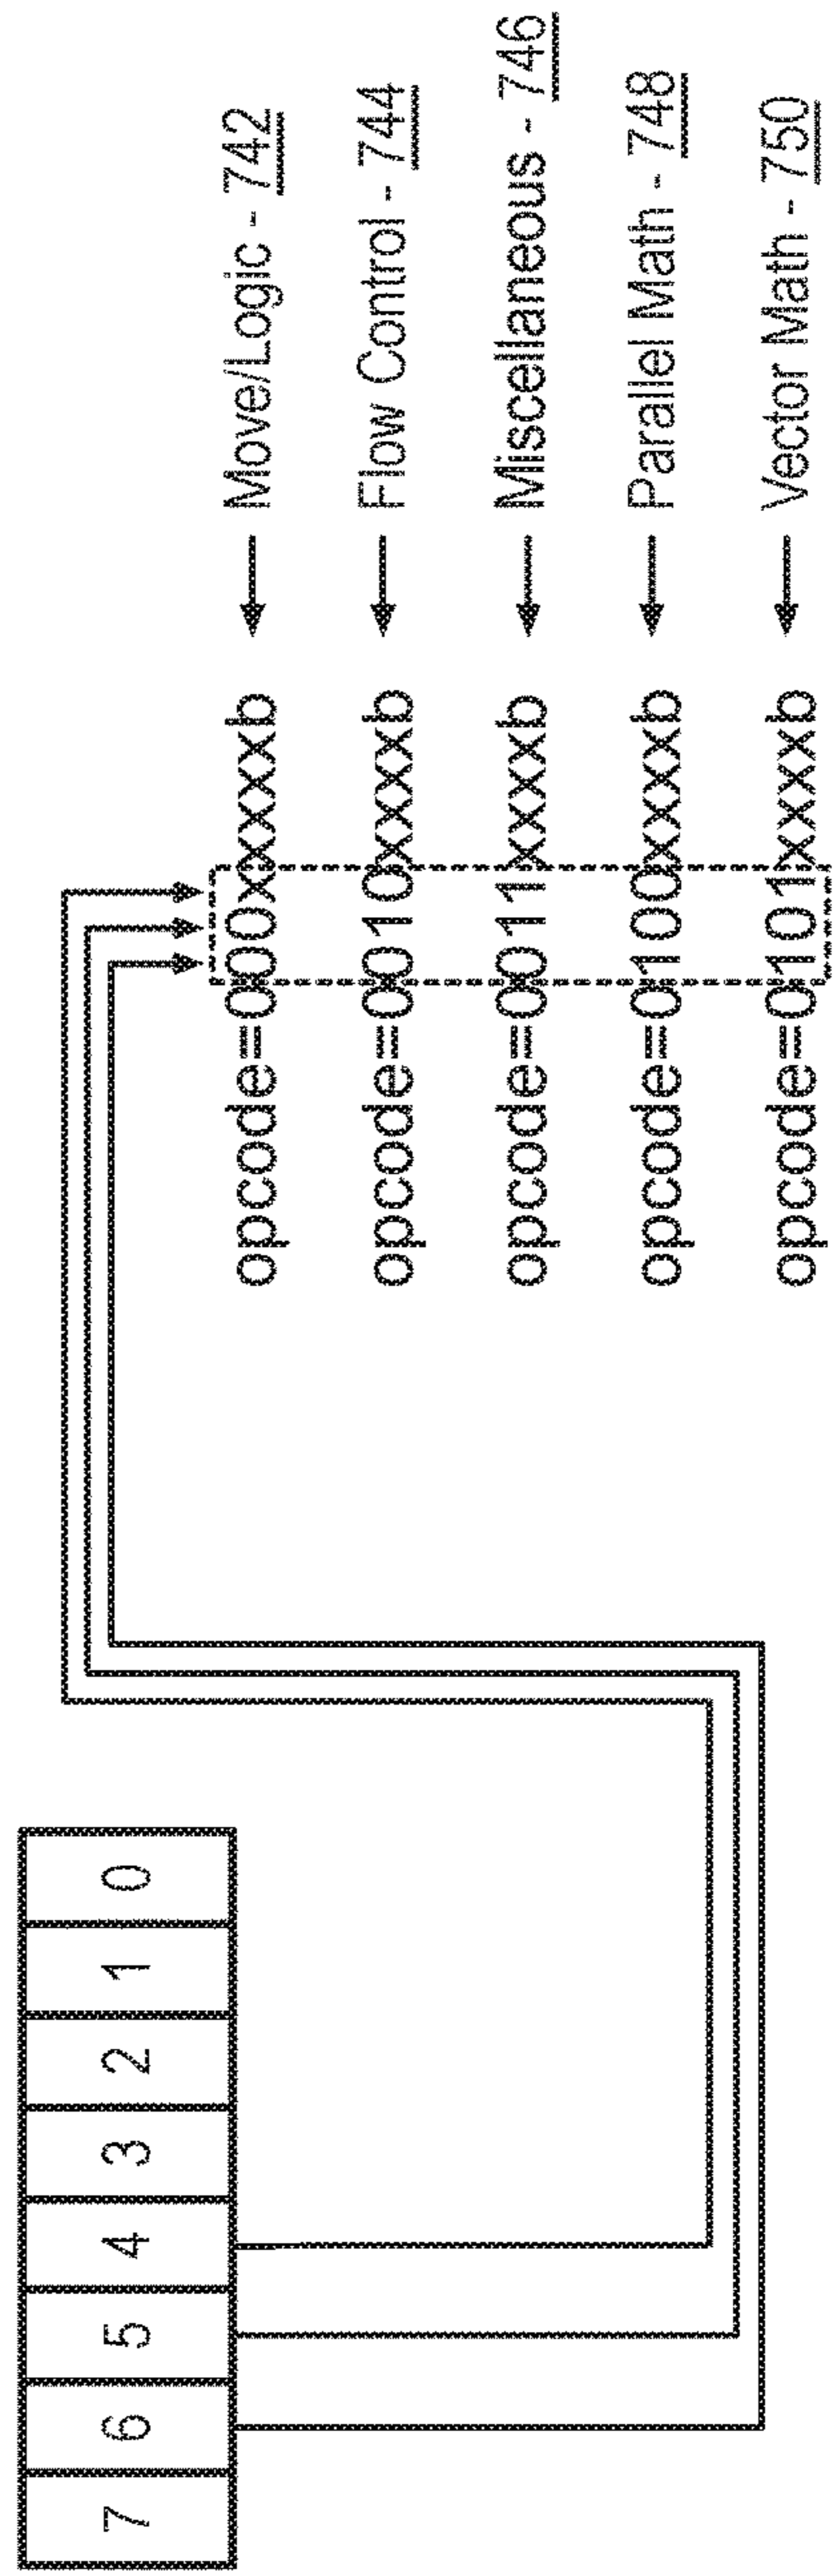 7 6 5 4 3 2 1 0
opcode=000xxxxxb Move/Logic - 742
opcode=0010xxxxb Flow Control - 744
opcode=0011xxxxb Miscellaneous - 746
opcode=0100xxxxb Parallel Math - 748
opcode=0101xxxxb Vector Math - 750